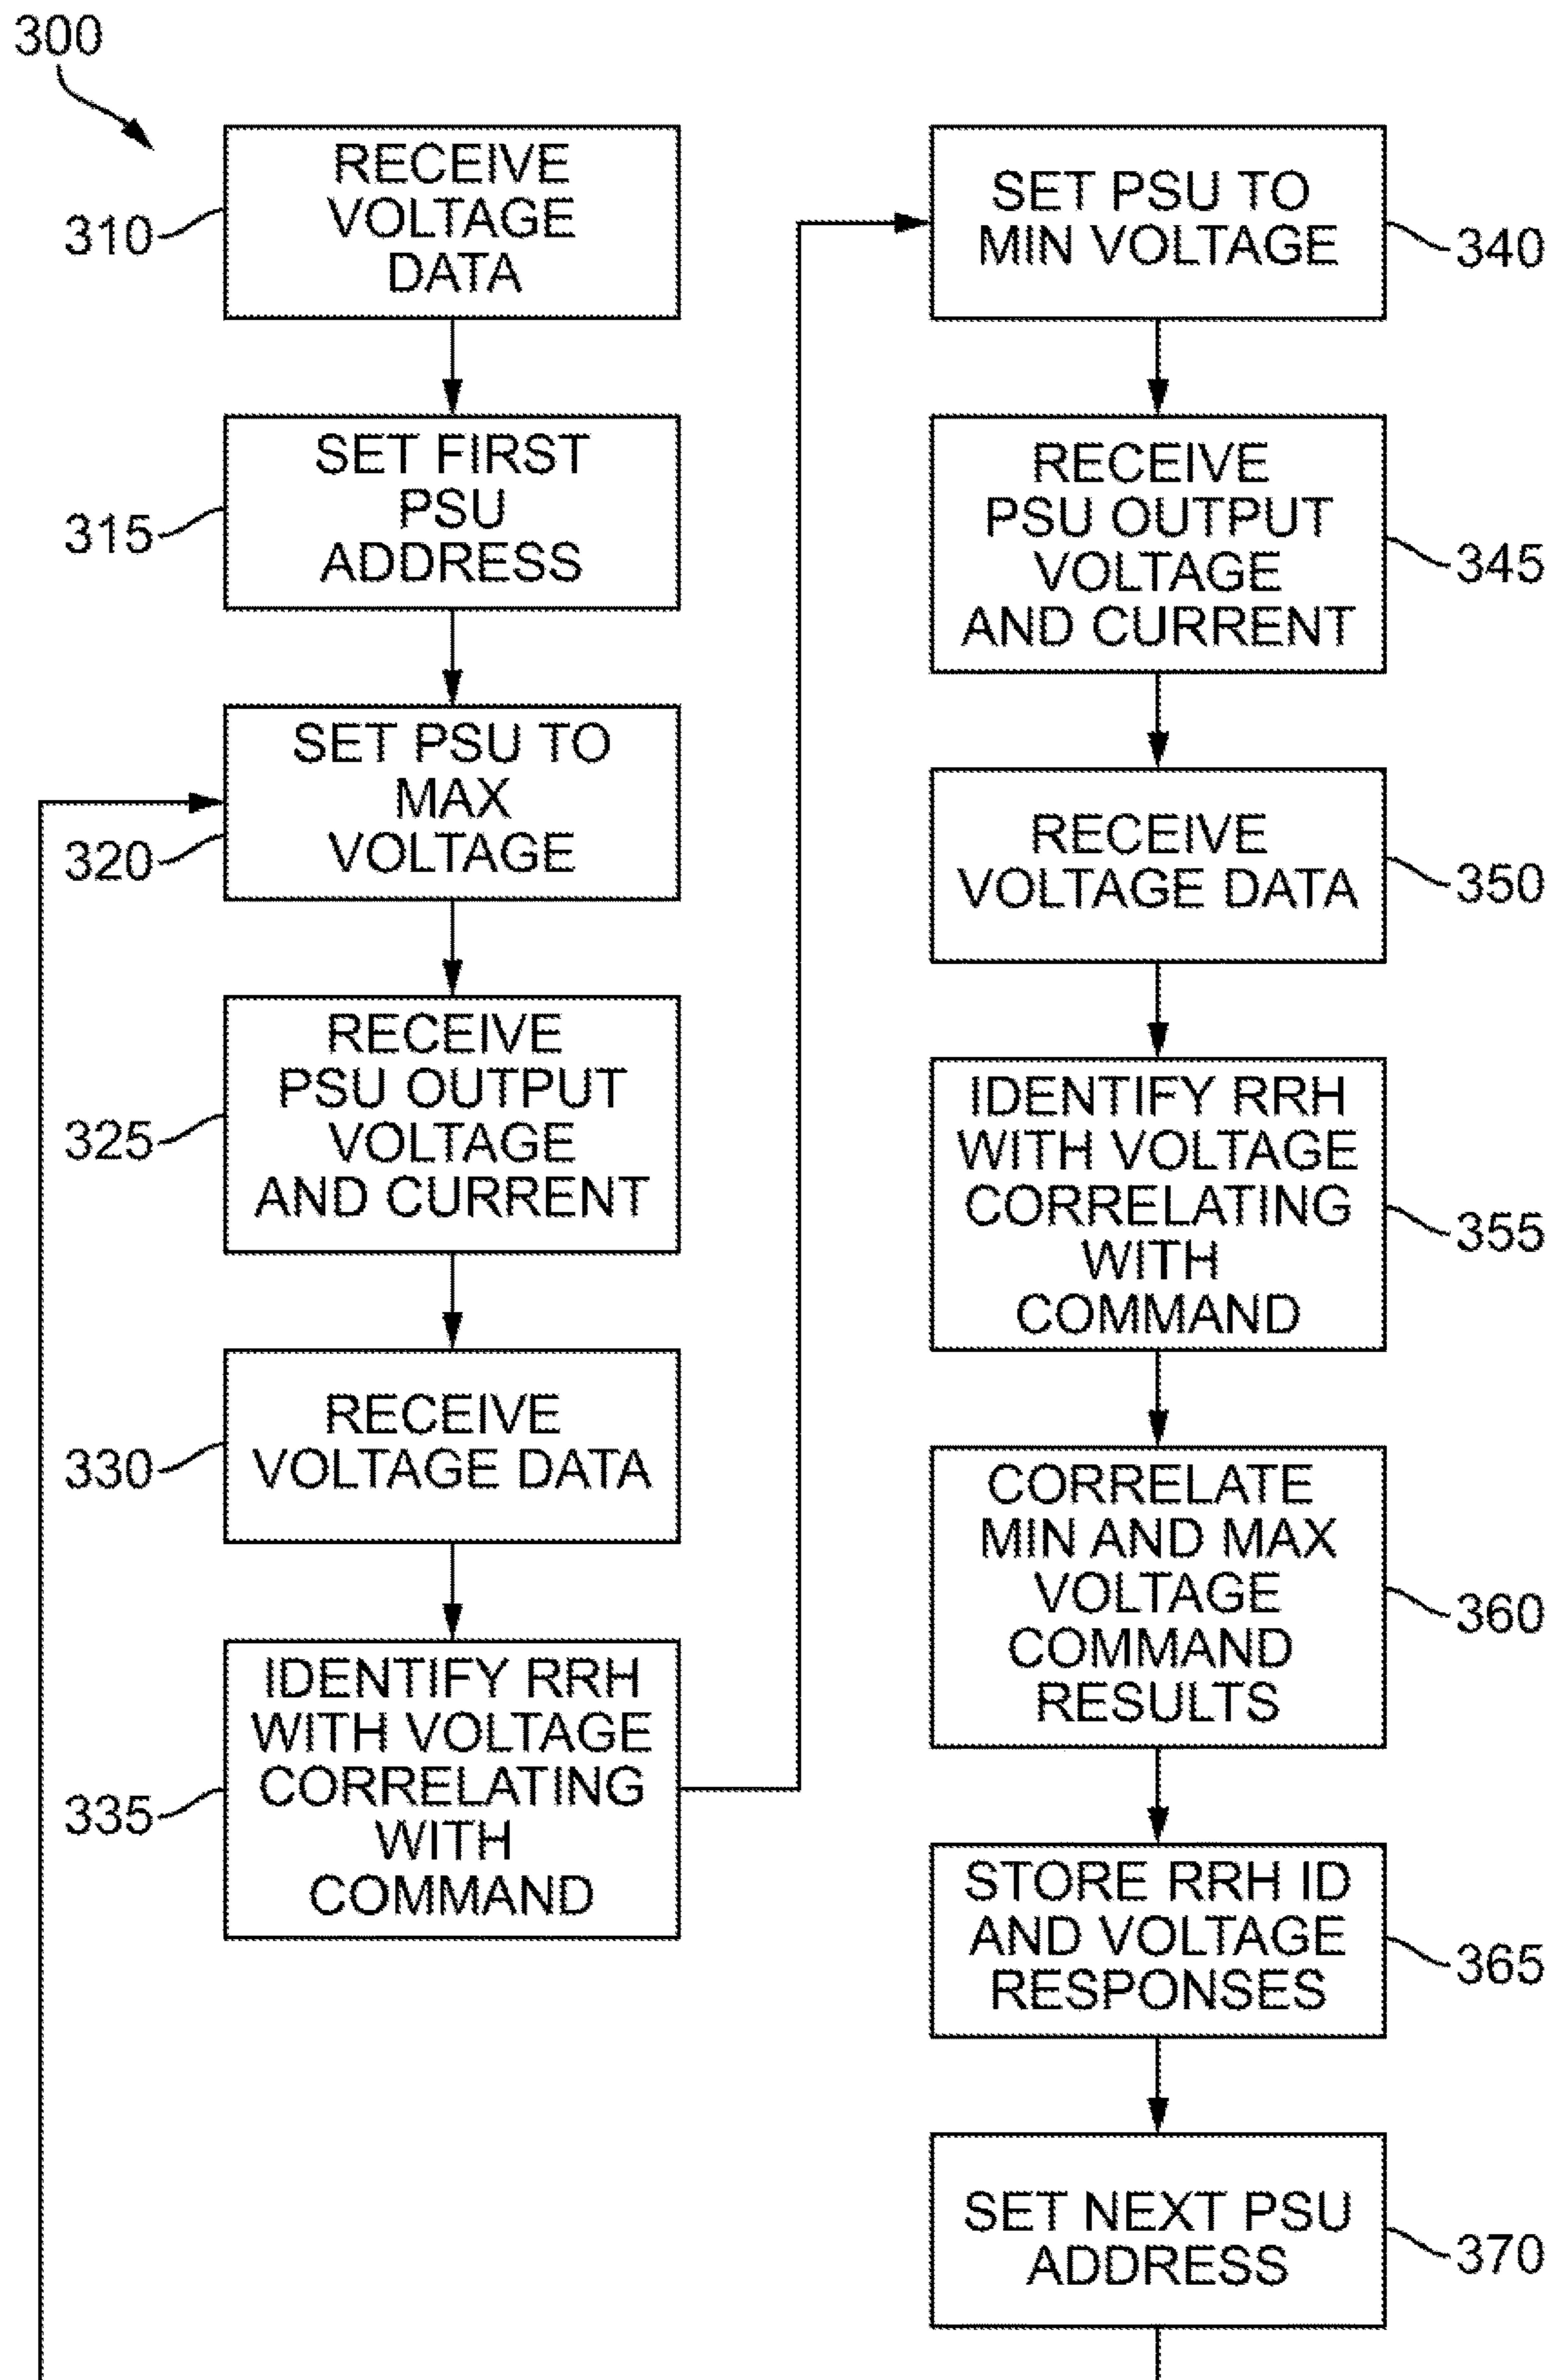 300
RECEIVE
VOLTAGE
DATA
310
SET FIRST
PSU
ADDRESS
315
SET PSU TO
MAX
VOLTAGE
320
RECEIVE
PSU OUTPUT
VOLTAGE
AND CURRENT
325
RECEIVE
VOLTAGE DATA
330
IDENTIFY RRH
WITH VOLTAGE
CORRELATING
WITH
COMMAND
335
SET PSU TO
MIN VOLTAGE
340
RECEIVE
PSU OUTPUT
VOLTAGE
AND CURRENT
345
RECEIVE
VOLTAGE DATA
350
IDENTIFY RRH
WITH VOLTAGE
CORRELATING
WITH
COMMAND
355
CORRELATE
MIN AND MAX
VOLTAGE
COMMAND
RESULTS
360
STORE RRH ID
AND VOLTAGE
RESPONSES
365
SET NEXT PSU
ADDRESS
370